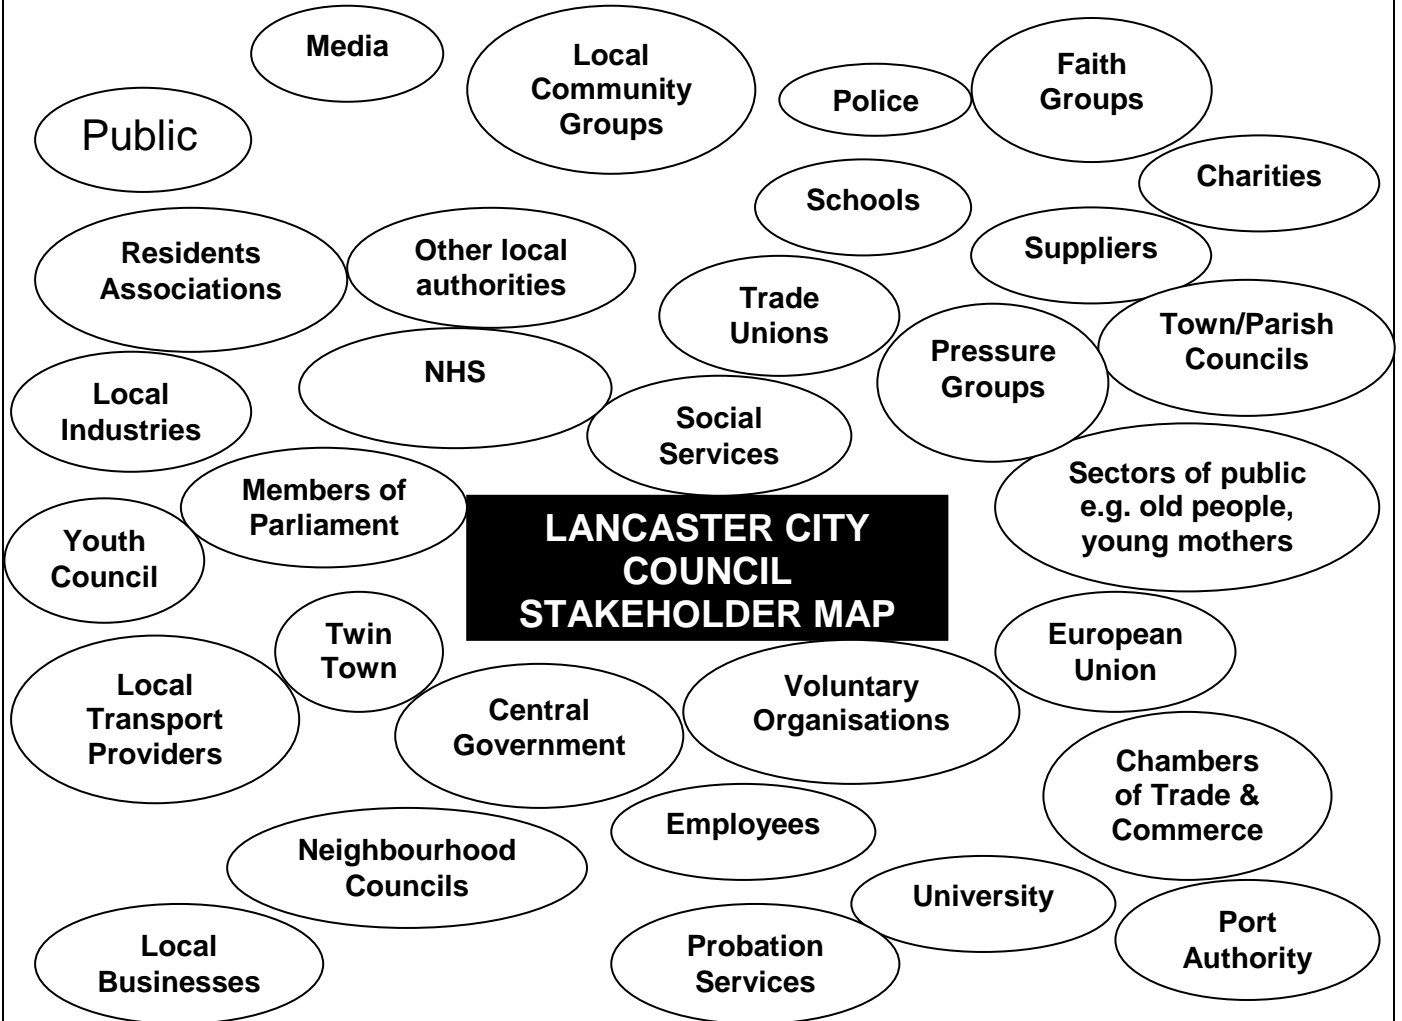 Media
Local
Community
Groups
Police
Faith
Groups
Public
Charities
Schools
Residents
Associations
Other local
authorities
Suppliers
Trade
Unions
Town/Parish
Councils
Pressure
Groups
NHS
Local
Industries
Social
Services
Members of
Parliament
Sectors of public
e.g. old people,
young mothers
Youth
Council
LANCASTER CITY
COUNCIL
STAKEHOLDER MAP
Twin
Town
European
Union
Local
Transport
Providers
Central
Government
Voluntary
Organisations
Chambers
of Trade &
Commerce
Employees
Neighbourhood
Councils
University
Port
Authority
Local
Businesses
Probation
Services